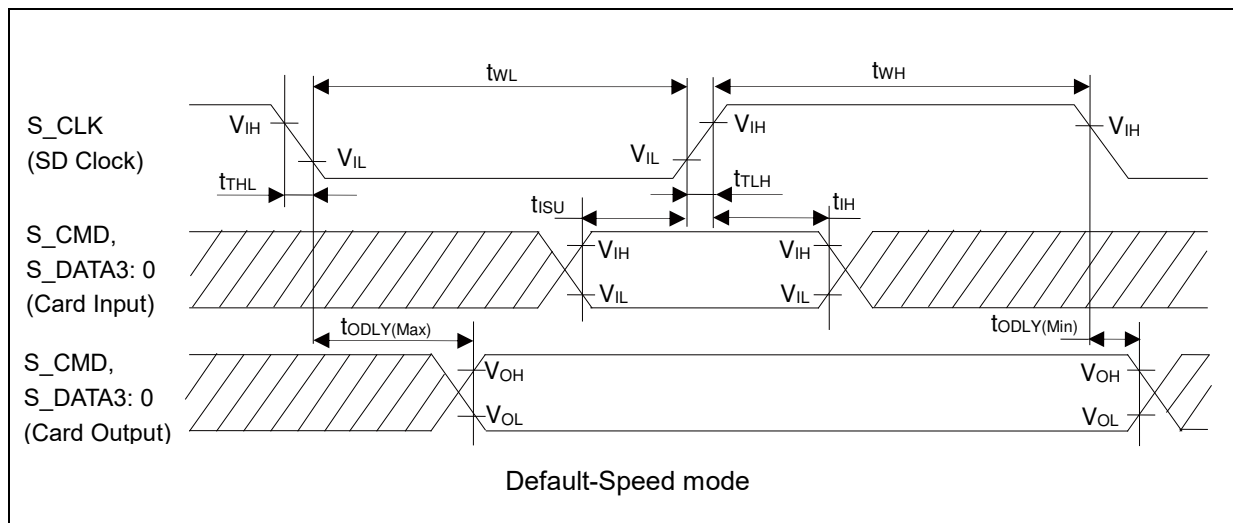 tWL
tWH
S_CLK
(SD Clock)
VIH
VIL
VIL
VIH
VIH
tTHL
tTLH
tISU
tIH
S_CMD,
S_DATA3: 0
(Card Input)
VIH
VIL
VIH
VIL
tODLY(Max)
tODLY(Min)
S_CMD,
S_DATA3: 0
(Card Output)
VOH
VOL
VOH
VOL
Default-Speed mode